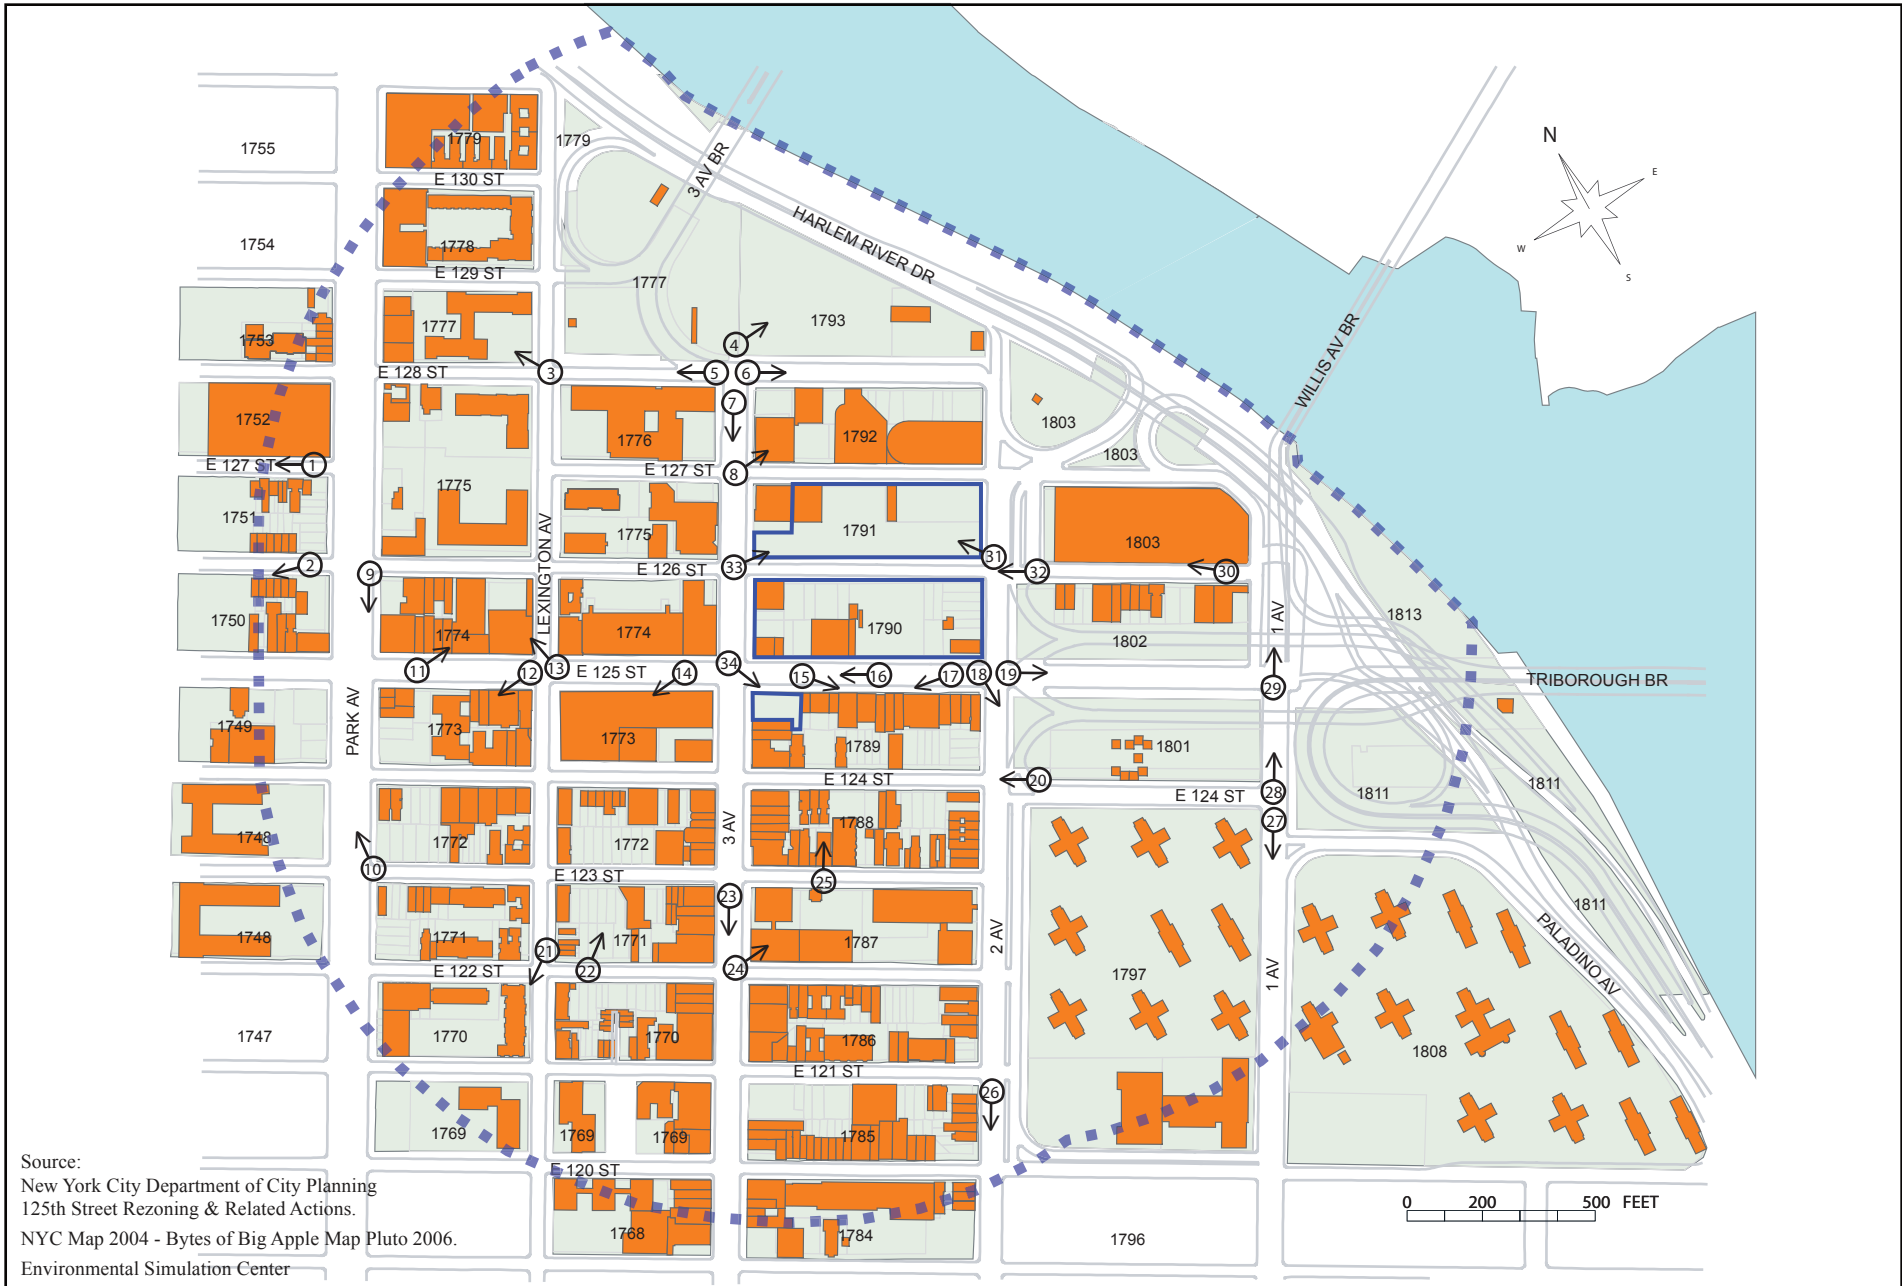 1755
1779
1779
3 AV BR
N
E
W
S
E 130 ST
1754
1778
HARLEM RIVER DR
E 129 ST
1777
1753
1777
1793
4
WILLIS AV BR
E 128 ST
3
5
6
7
1752
1776
1792
1803
1803
E 127 ST
1
E 127 ST
8
1775
1751
LEXINGTON AV
1775
1791
1803
2
9
E 126 ST
33
31
32
30
1750
1774
1774
1790
1802
1 AV
1813
11
12
13
E 125 ST
14
34
15
16
17
18
19
29
TRIBOROUGH BR
PARK AV
1749
1773
1773
1789
1801
E 124 ST
20
E 124 ST
28
1811
1811
1748
1772
1772
3 AV
1788
27
10
E 123 ST
25
23
1748
1771
1771
1787
2 AV
1811
PALADINO AV
21
22
24
E 122 ST
1797
1 AV
1747
1770
1770
1786
1808
E 121 ST
26
1769
1769
1769
1785
E 120 ST
1768
1784
1796
0 200 500 FEET
Source:
New York City Department of City Planning
125th Street Rezoning & Related Actions.
NYC Map 2004 - Bytes of Big Apple Map Pluto 2006.
Environmental Simulation Center